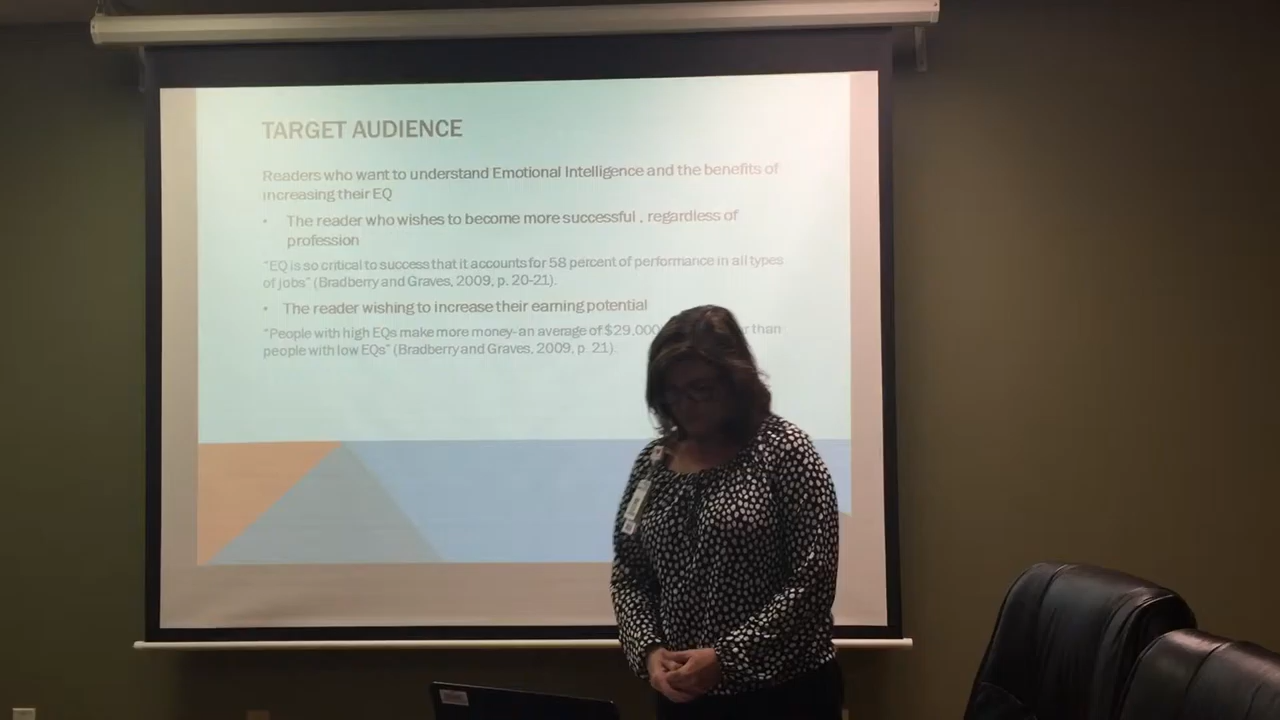 TARGET AUDIENCE
Readers who want to understand Emotional Intelligence and the benefits of
increasing their EQ
• The reader who wishes to become more successful , regardless of
profession
"EQ is so critical to success that it accounts for 58 percent of performance in all types
of jobs" (Bradberry and Graves, 2009, p. 20-21).
• The reader wishing to increase their earning potential
"People with high EQs make more money- an average of $29,000 than
people with low EQs" (Bradberry and Graves, 2009, p. 21).